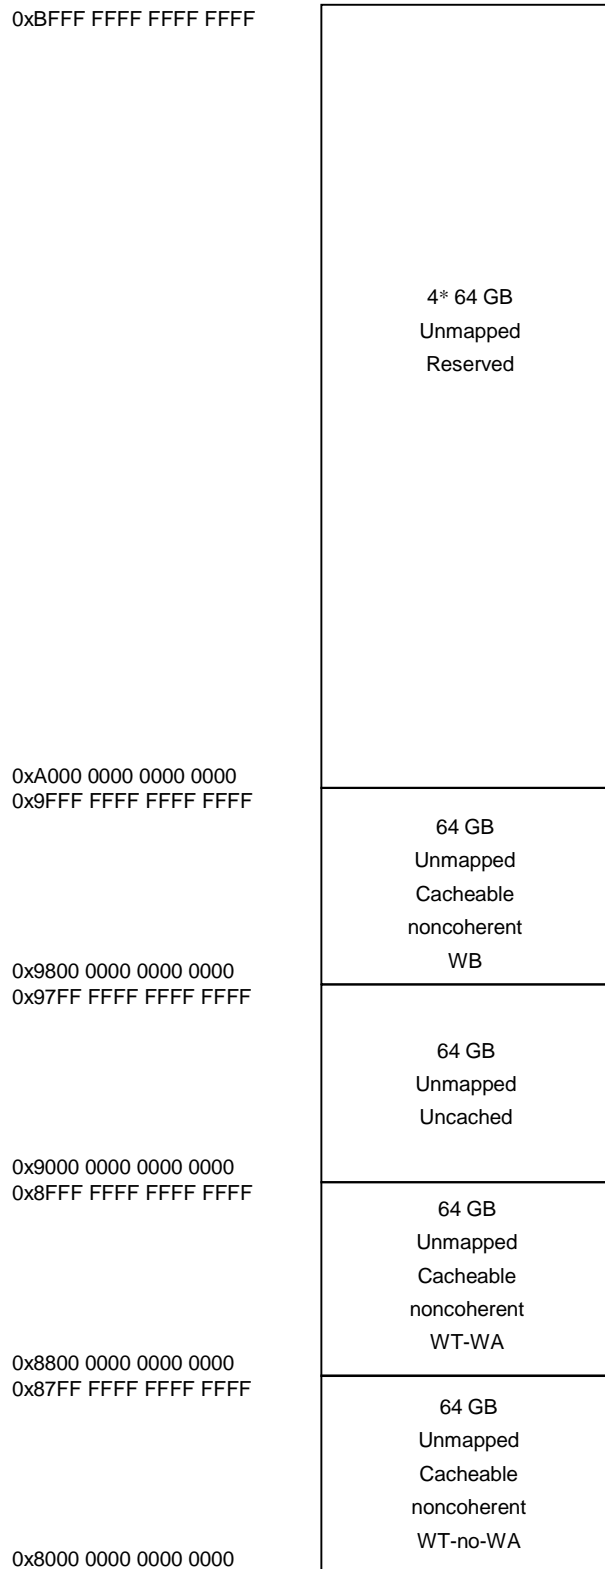 0xBFFF FFFF FFFF FFFF
4* 64 GB
Unmapped
Reserved
0xA000 0000 0000 0000
0x9FFF FFFF FFFF FFFF
64 GB
Unmapped
Cacheable
noncoherent
WB
0x9800 0000 0000 0000
0x97FF FFFF FFFF FFFF
64 GB
Unmapped
Uncached
0x9000 0000 0000 0000
0x8FFF FFFF FFFF FFFF
64 GB
Unmapped
Cacheable
noncoherent
WT-WA
0x8800 0000 0000 0000
0x87FF FFFF FFFF FFFF
64 GB
Unmapped
Cacheable
noncoherent
WT-no-WA
0x8000 0000 0000 0000